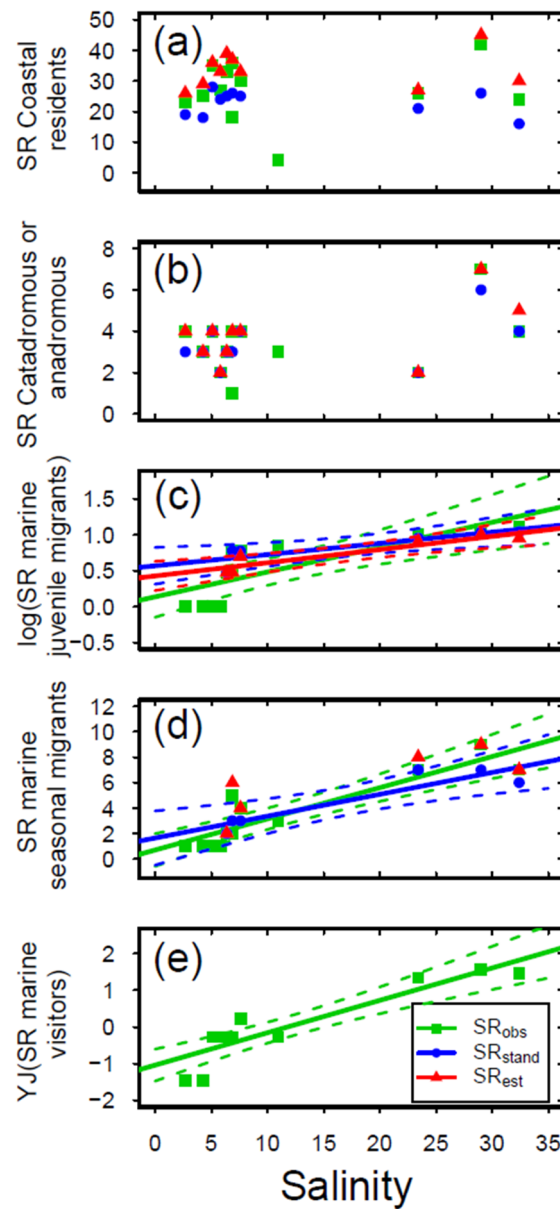 (a)
SR Coastal
residents
50
40
30
20
10
0
(b)
SR Catadromous or
anadromous
8
6
4
2
0
(c)
log(SR marine
juvenile migrants)
1.5
1.0
0.5
0.0
−0.5
(d)
SR marine
seasonal migrants
12
10
8
6
4
2
0
(e)
YJ(SR marine
visitors)
2
1
0
−1
−2
SRobs
SRstand
SRest
0 5 10 15 20 25 30 35
Salinity